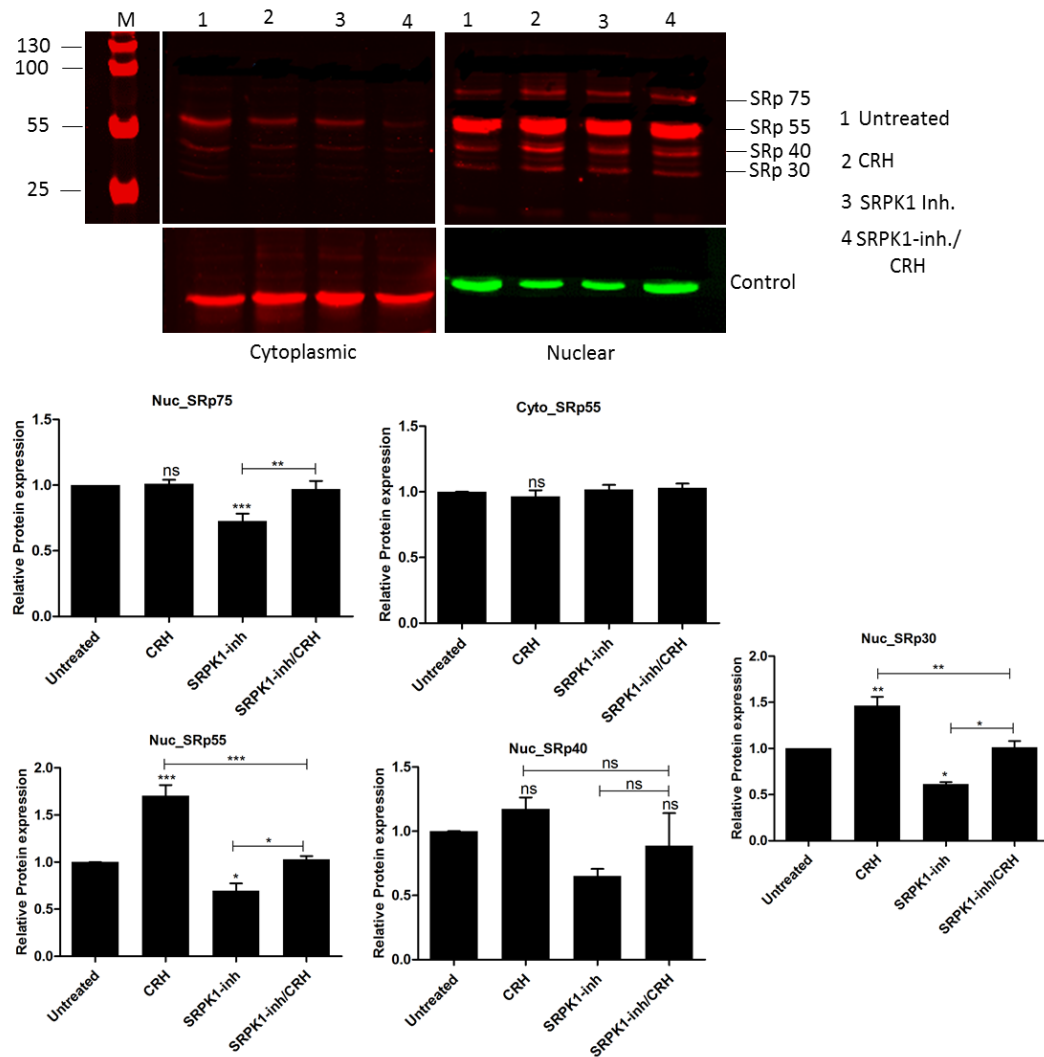 M 1 2 3 4 1 2 3 4
130
100
55
25
SRp 75
SRp 55
SRp 40
SRp 30
1 Untreated
2 CRH
3 SRPK1 Inh.
4 SRPK1-inh./
CRH
Control
Cytoplasmic Nuclear
Nuc_SRp75
Relative Protein expression
1.5
1.0
0.5
0.0
ns
***
**
Untreated
CRH
SRPK1-inh
SRPK1-inh/CRH
Cyto_SRp55
Relative Protein expression
1.5
1.0
0.5
0.0
ns
Untreated
CRH
SRPK1-inh
SRPK1-inh/CRH
Nuc_SRp30
Relative Protein expression
2.0
1.5
1.0
0.5
0.0
**
**
*
*
Untreated
CRH
SRPK1-inh
SRPK1-inh/CRH
Nuc_SRp55
Relative Protein expression
2.0
1.5
1.0
0.5
0.0
***
***
*
*
Untreated
CRH
SRPK1-inh
SRPK1-inh/CRH
Nuc_SRp40
Relative Protein expression
1.5
1.0
0.5
0.0
ns
ns
ns
ns
Untreated
CRH
SRPK1-inh
SRPK1-inh/CRH